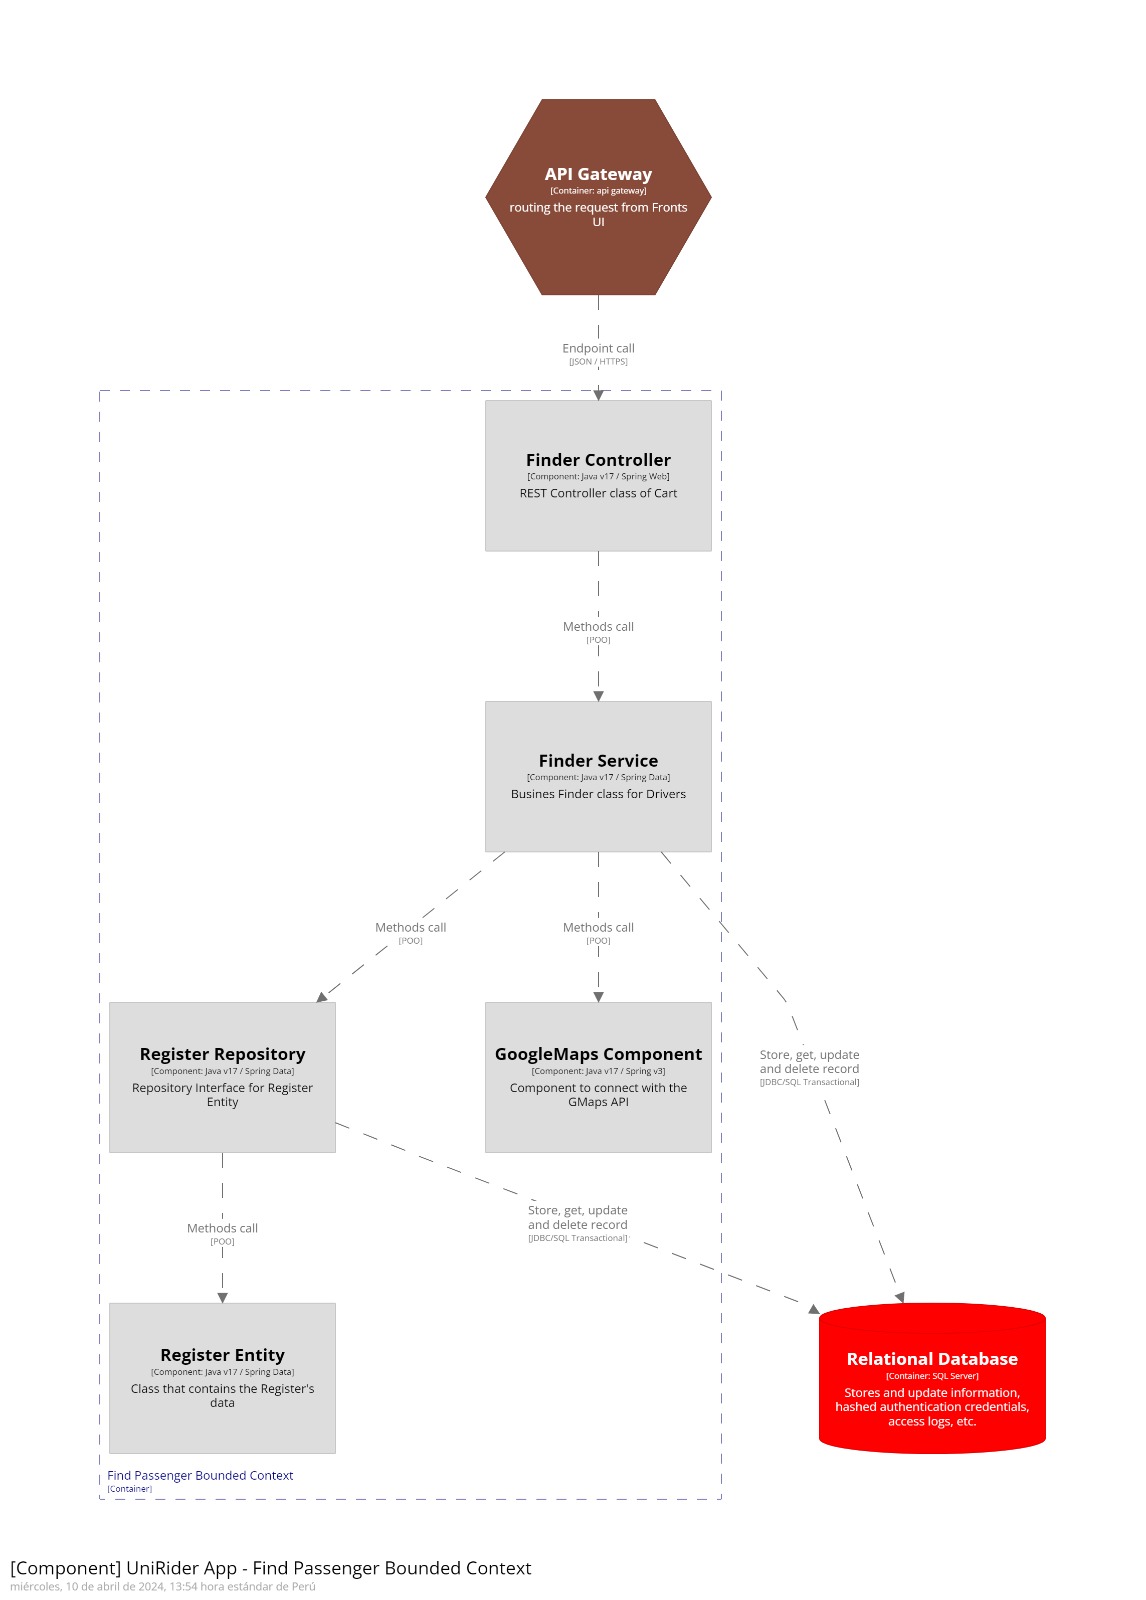 API Gateway
[Container: api gateway]
routing the request from Fronts
UI
Endpoint call
[JSON / HTTPS]
Finder Controller
[Component: Java v17 / Spring Web]
REST Controller class of Cart
Methods call
[POO]
Finder Service
[Component: Java v17 / Spring Data]
Busines Finder class for Drivers
Methods call
[POO]
Methods call
[POO]
Register Repository
[Component: Java v17 / Spring Data]
Repository Interface for Register
Entity
GoogleMaps Component
[Component: Java v17 / Spring v3]
Component to connect with the
GMaps API
Store, get, update
and delete record
[JDBC/SQL Transactional]
Methods call
[POO]
Store, get, update
and delete record
[JDBC/SQL Transactional]
Register Entity
[Component: Java v17 / Spring Data]
Class that contains the Register's
data
Relational Database
[Container: SQL Server]
Stores and update information,
hashed authentication credentials,
access logs, etc.
Find Passenger Bounded Context
[Container]
[Component] UniRider App - Find Passenger Bounded Context
miércoles, 10 de abril de 2024, 13:54 hora estándar de Perú